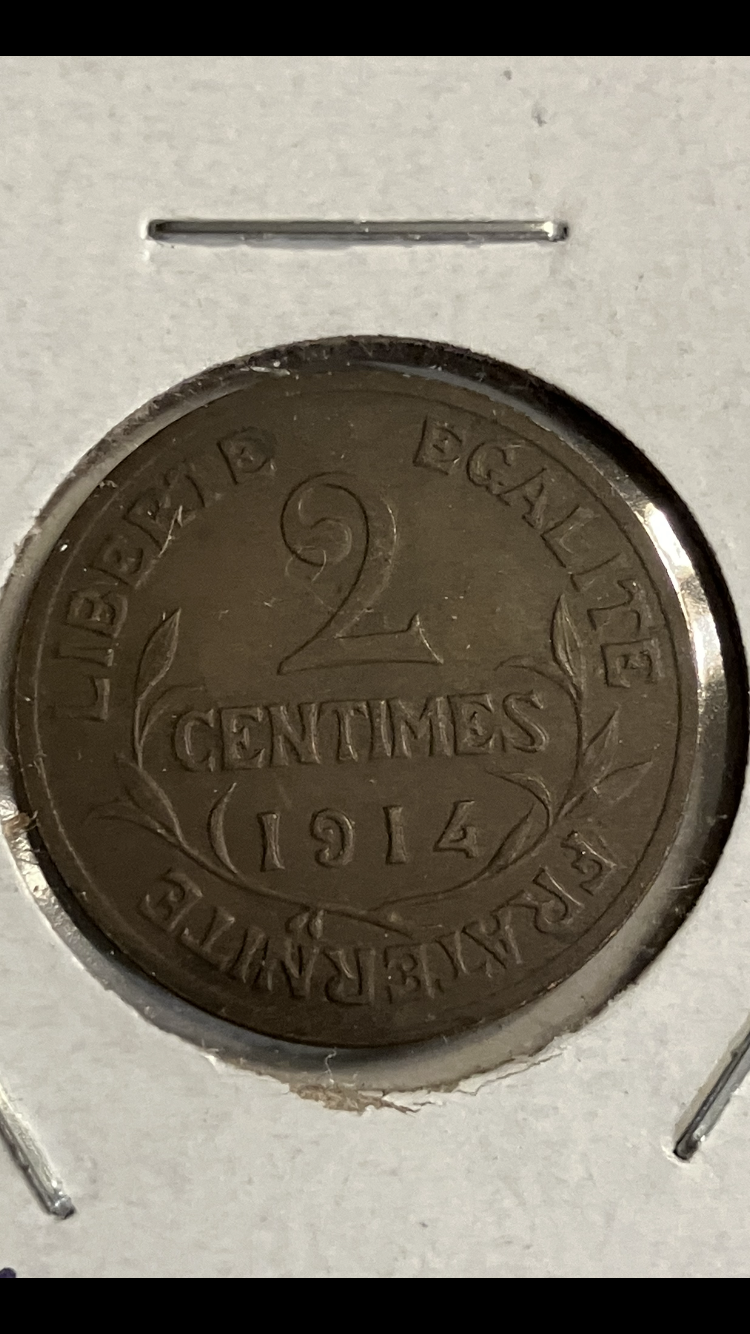 LIBERTE EGALITE FRATERNITE
2
CENTIMES
1914